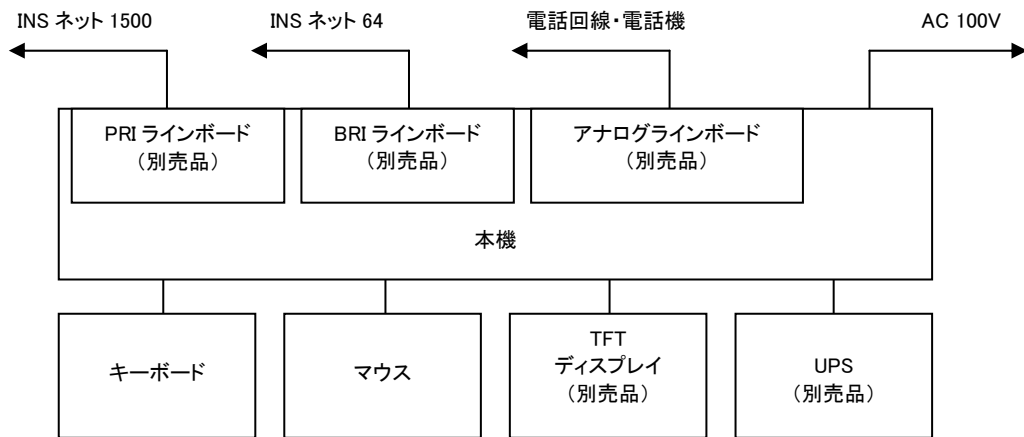 INS ネット 1500
INS ネット 64
電話回線・電話機
AC 100V
PRI ラインボード
（別売品）
BRI ラインボード
（別売品）
アナログラインボード
（別売品）
本機
キーボード
マウス
TFT
ディスプレイ
（別売品）
UPS
（別売品）